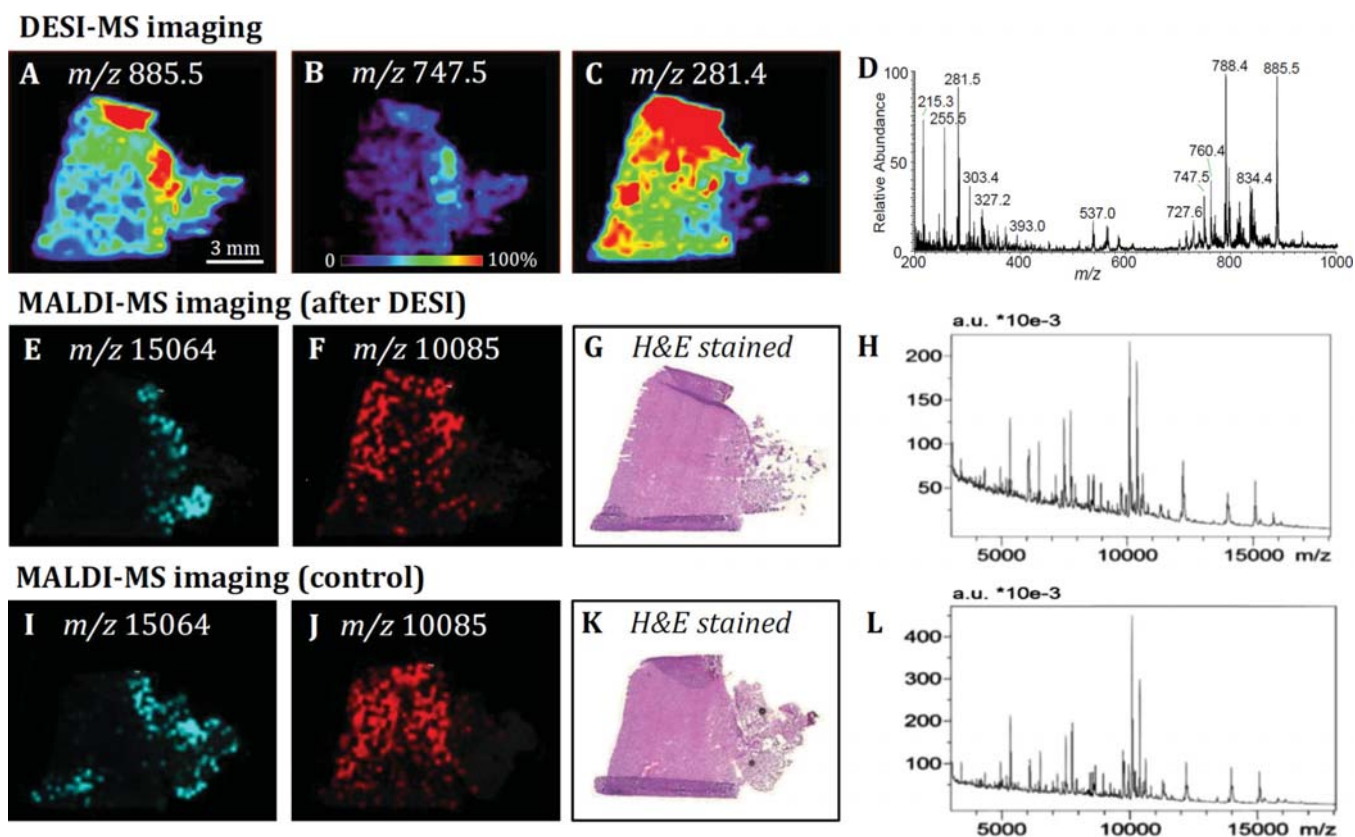 DESI-MS imaging
A m/z 885.5
B m/z 747.5
C m/z 281.4
D
3 mm
0 100%
Relative Abundance
100
50
0
215.3
255.5
281.5
303.4
327.2
393.0
537.0
727.6
747.5
760.4
788.4
834.4
885.5
200 400 600 800 1000
m/z
MALDI-MS imaging (after DESI)
E m/z 15064
F m/z 10085
G H&E stained
H
a.u. *10e-3
200
150
100
50
5000 10000 15000 m/z
MALDI-MS imaging (control)
I m/z 15064
J m/z 10085
K H&E stained
L
a.u. *10e-3
400
300
200
100
5000 10000 15000 m/z